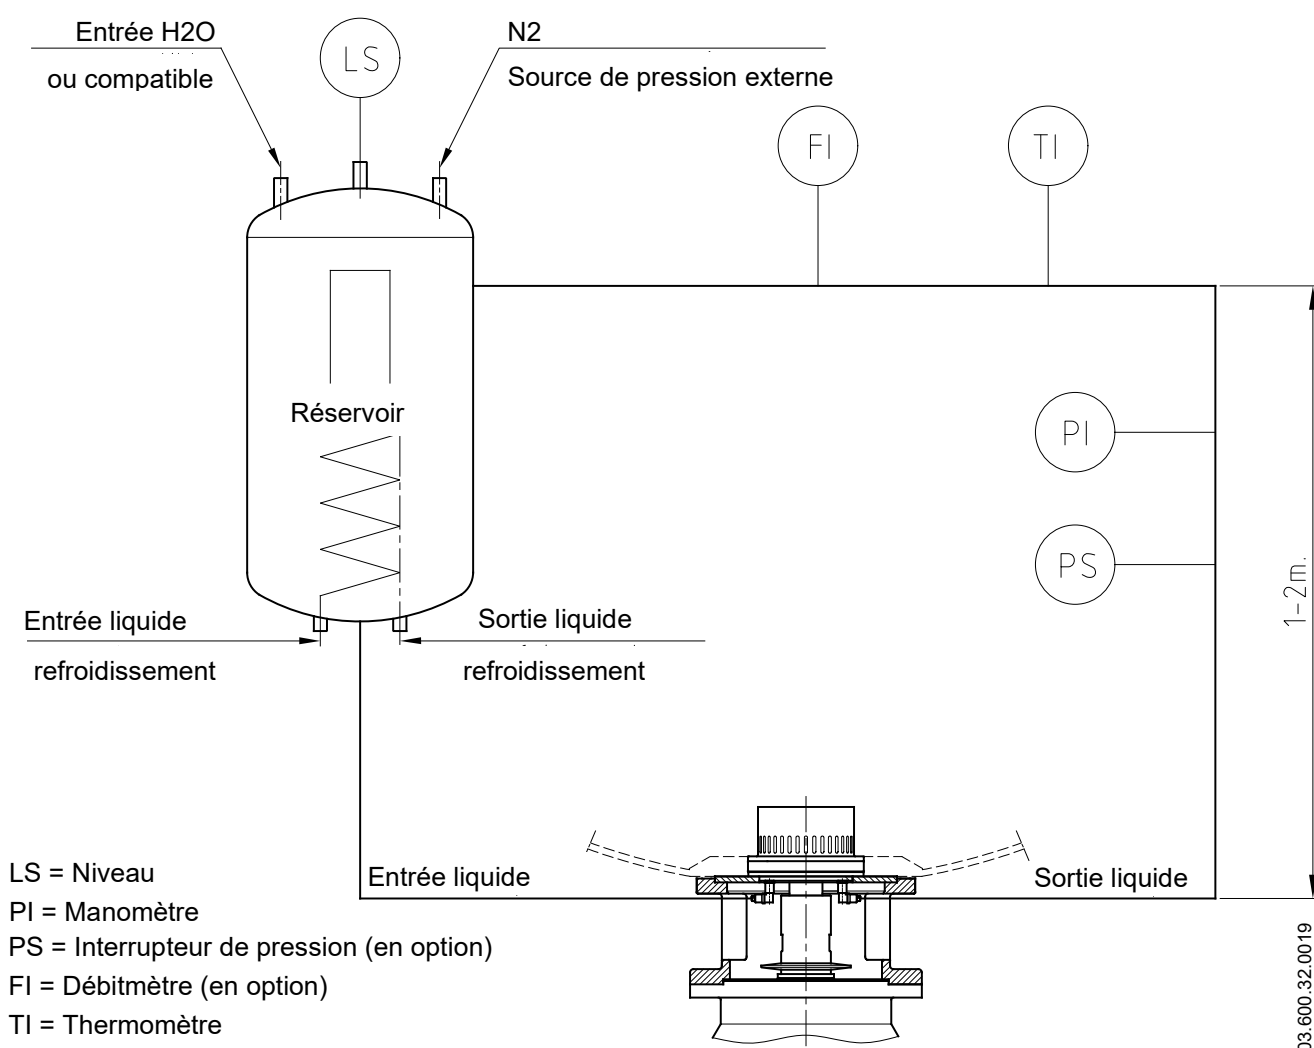 Entrée H2O
ou compatible
LS
N2
Source de pression externe
FI
TI
Réservoir
PI
PS
1-2m.
Entrée liquide
refroidissement
Sortie liquide
refroidissement
Entrée liquide
Sortie liquide
LS = Niveau
PI = Manomètre
PS = Interrupteur de pression (en option)
FI = Débitmètre (en option)
TI = Thermomètre
03.600.32.0019